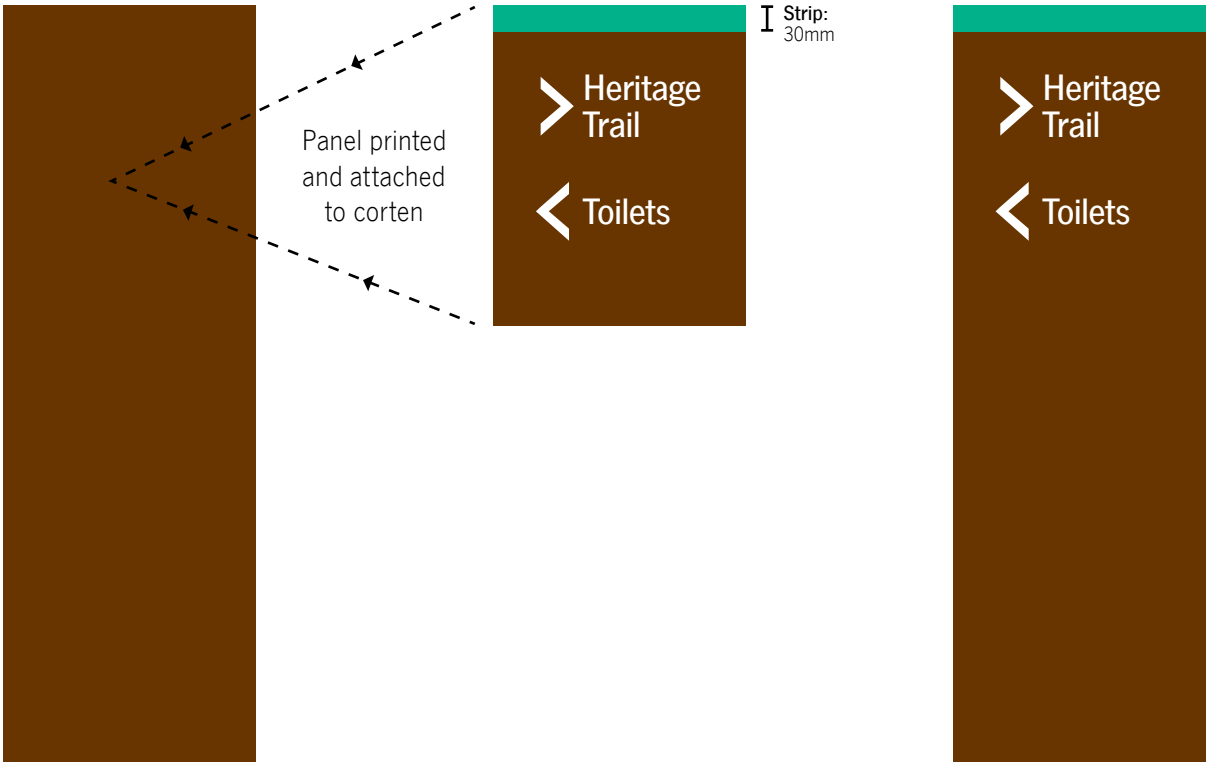 Strip:
30mm
Panel printed
and attached
to corten
Heritage
Trail
Toilets
Heritage
Trail
Toilets